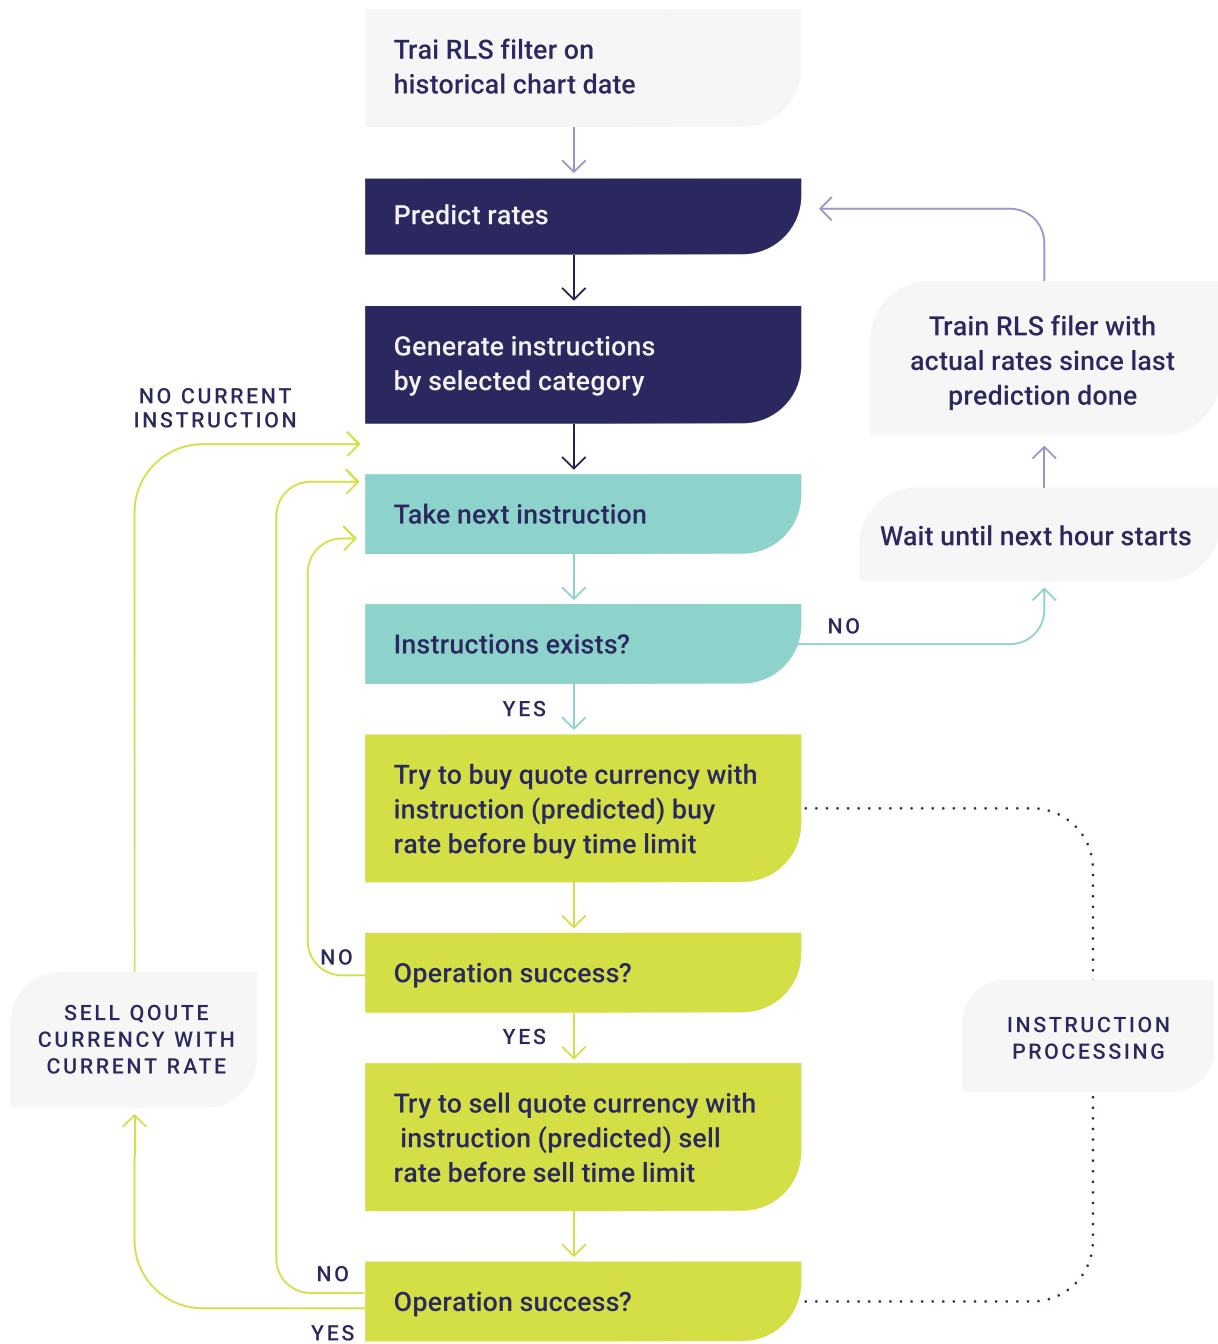 Trai RLS filter on
historical chart date
Predict rates
Generate instructions
by selected category
Train RLS filer with
actual rates since last
prediction done
NO CURRENT
INSTRUCTION
Take next instruction
Wait until next hour starts
Instructions exists?
NO
YES
Try to buy quote currency with
instruction (predicted) buy
rate before buy time limit
NO
Operation success?
YES
SELL QOUTE
CURRENCY WITH
CURRENT RATE
INSTRUCTION
PROCESSING
Try to sell quote currency with
instruction (predicted) sell
rate before sell time limit
NO
Operation success?
YES